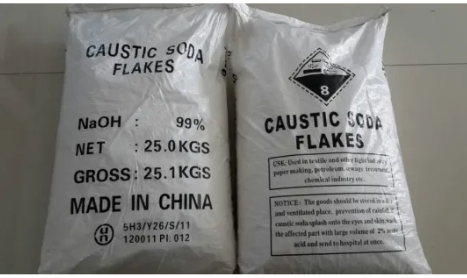 CAUSTIC SODA
FLAKES
NaOH : 99%
NET : 25.0KGS
GROSS: 25.1KGS
MADE IN CHINA
un
5H3/Y26/S/11
120011 PI: 012
8
CAUSTIC SODA
FLAKES
USE: Used in textile and other light industry
paper making, petroleum, sewage treatment,
chemical industry etc.
NOTICE : The goods should be stored in a
and ventilated place, prevention of rainfall,
caustic soda splash onto the eyes and skin,
the affected part with large volume of 2%
acid and send to hospital at once.